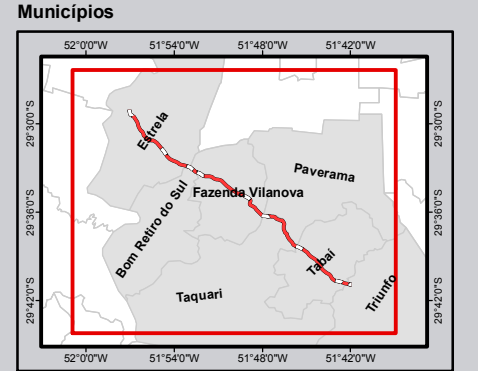 Municípios
52°0'0"W 51°54'0"W 51°48'0"W 51°42'0"W
29°30'0"S
29°30'0"S
Estrela
Paverama
Fazenda Vilanova
29°36'0"S
29°36'0"S
Bom Retiro do Sul
Tabaí
Taquari
Triunfo
29°42'0"S
29°42'0"S
52°0'0"W 51°54'0"W 51°48'0"W 51°42'0"W